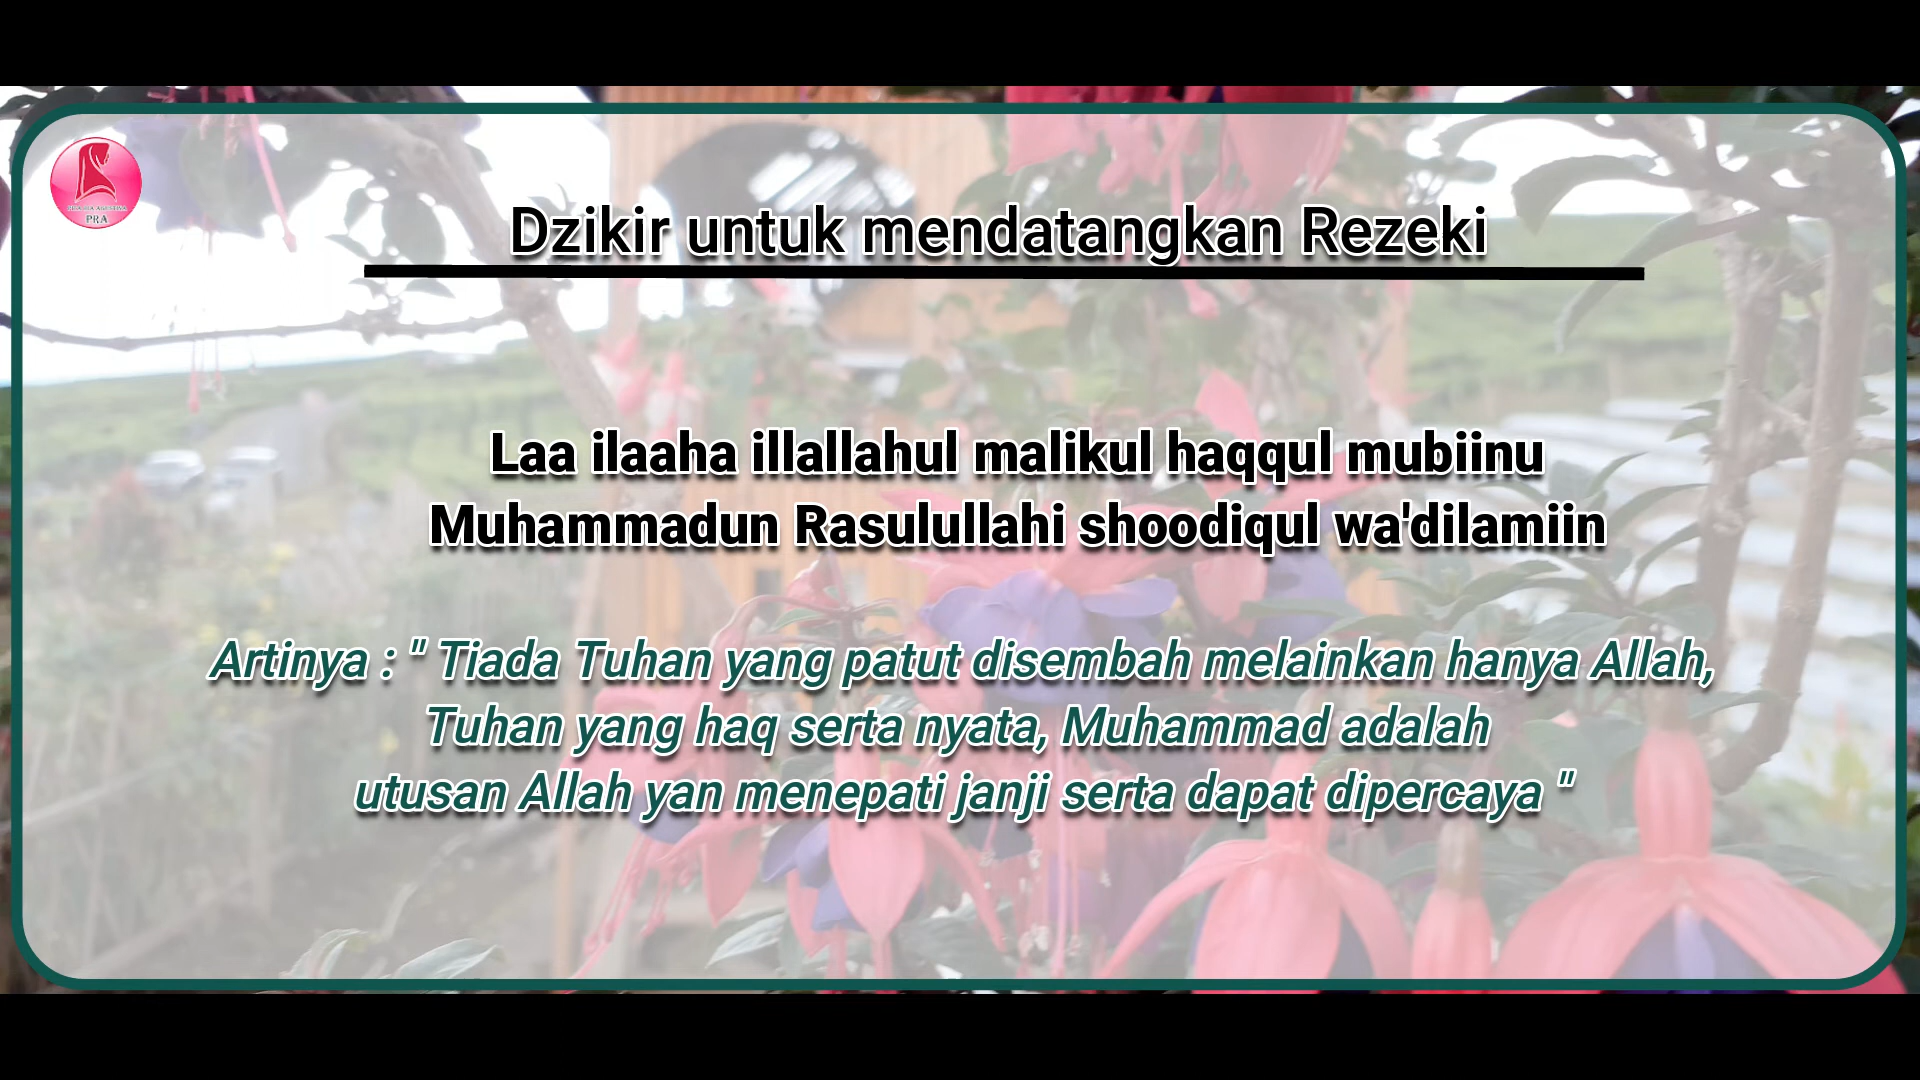 PRA
Dzikir untuk mendatangkan Rezeki
Laa ilaaha illallahul malikul haqqul mubiinu
Muhammadun Rasulullahi shoodiqul wa'dilamiin
Artinya : " Tiada Tuhan yang patut disembah melainkan hanya Allah,
Tuhan yang haq serta nyata, Muhammad adalah
utusan Allah yan menepati janji serta dapat dipercaya "